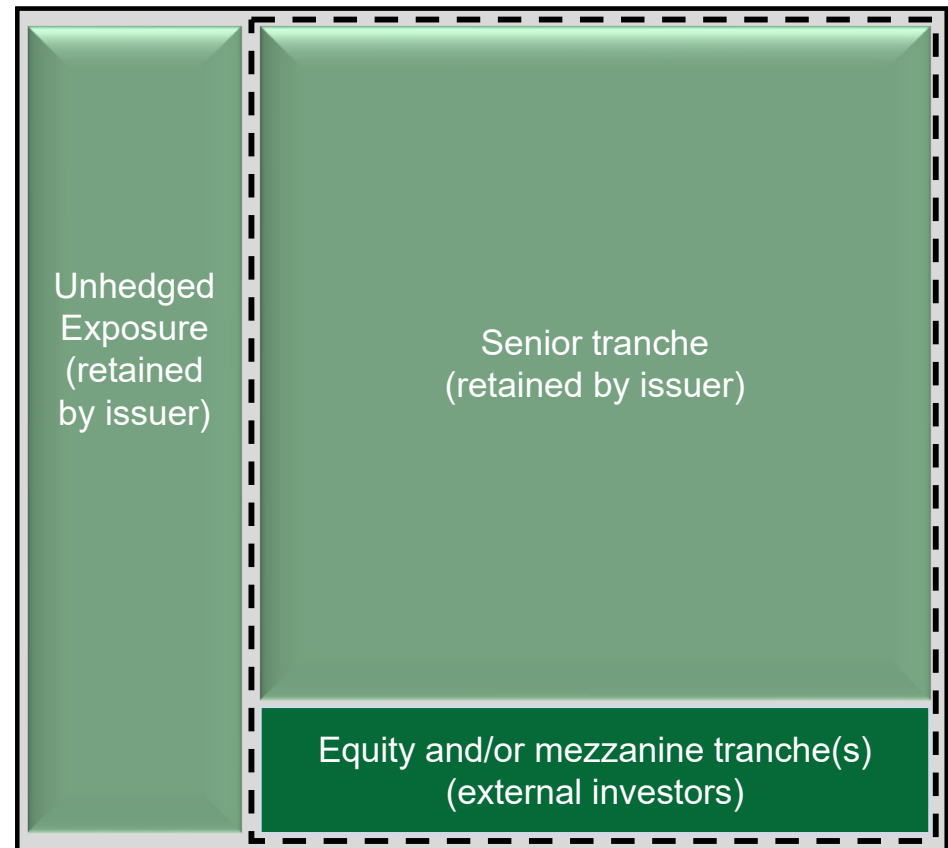 Unhedged
Exposure
(retained
by issuer)
Senior tranche
(retained by issuer)
Equity and/or mezzanine tranche(s)
(external investors)